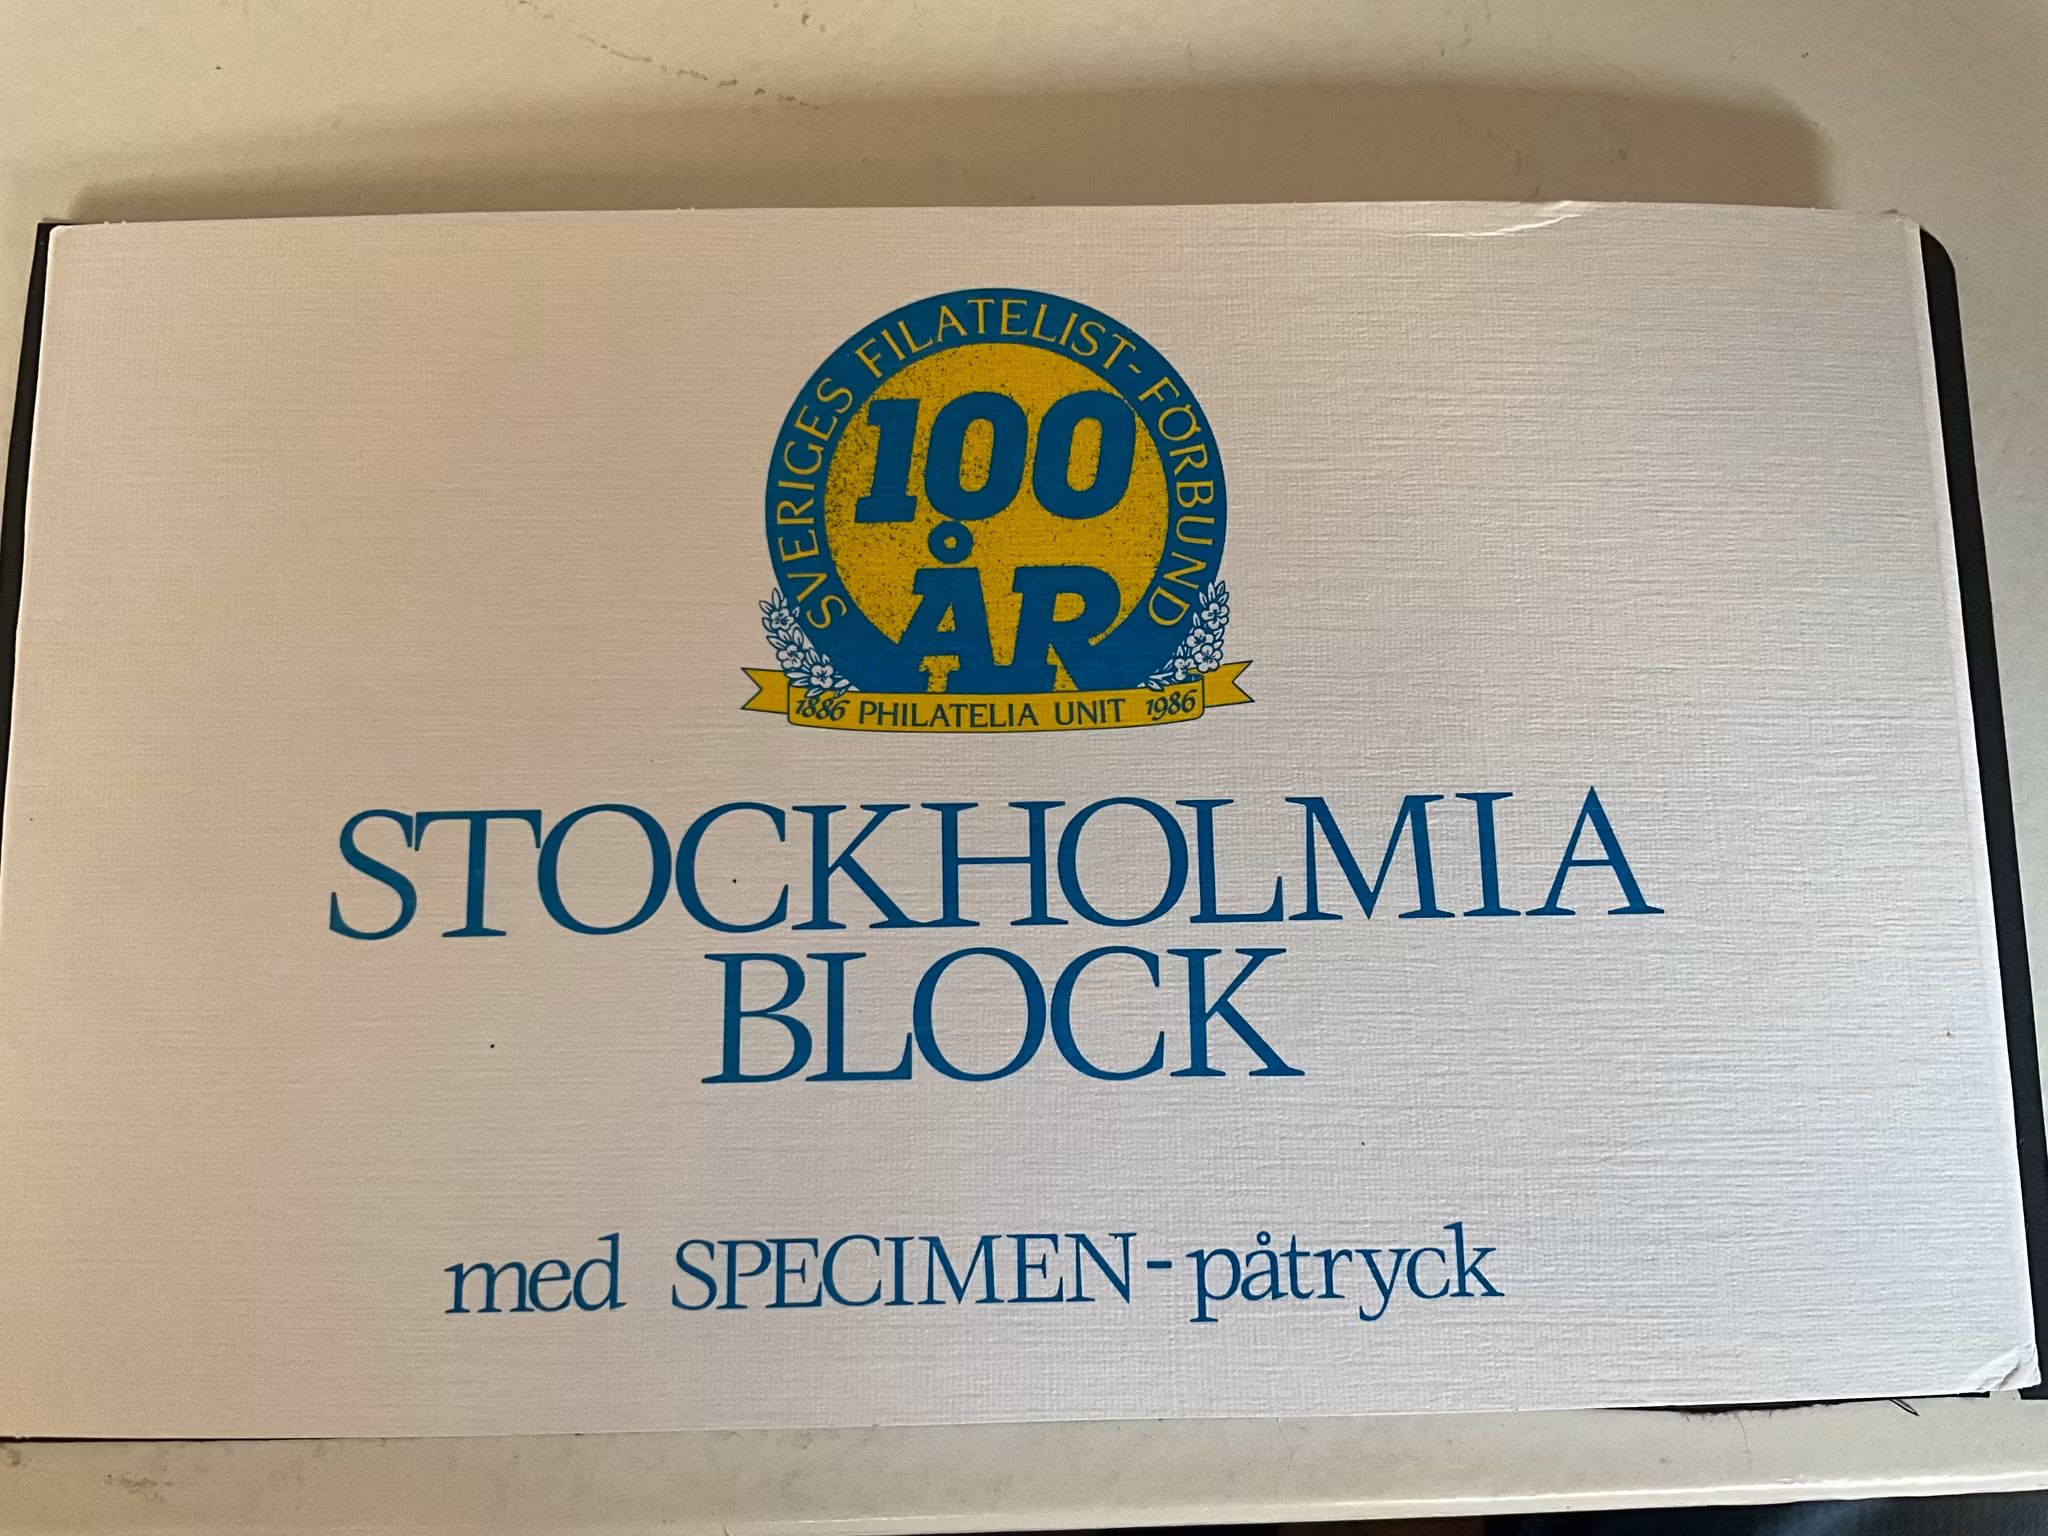 SVERIGES FILATELIST-FÖRBUND
100
ÅR
1886 PHILATELIA UNIT 1986
STOCKHOLMIA
BLOCK
med SPECIMEN-påtryck